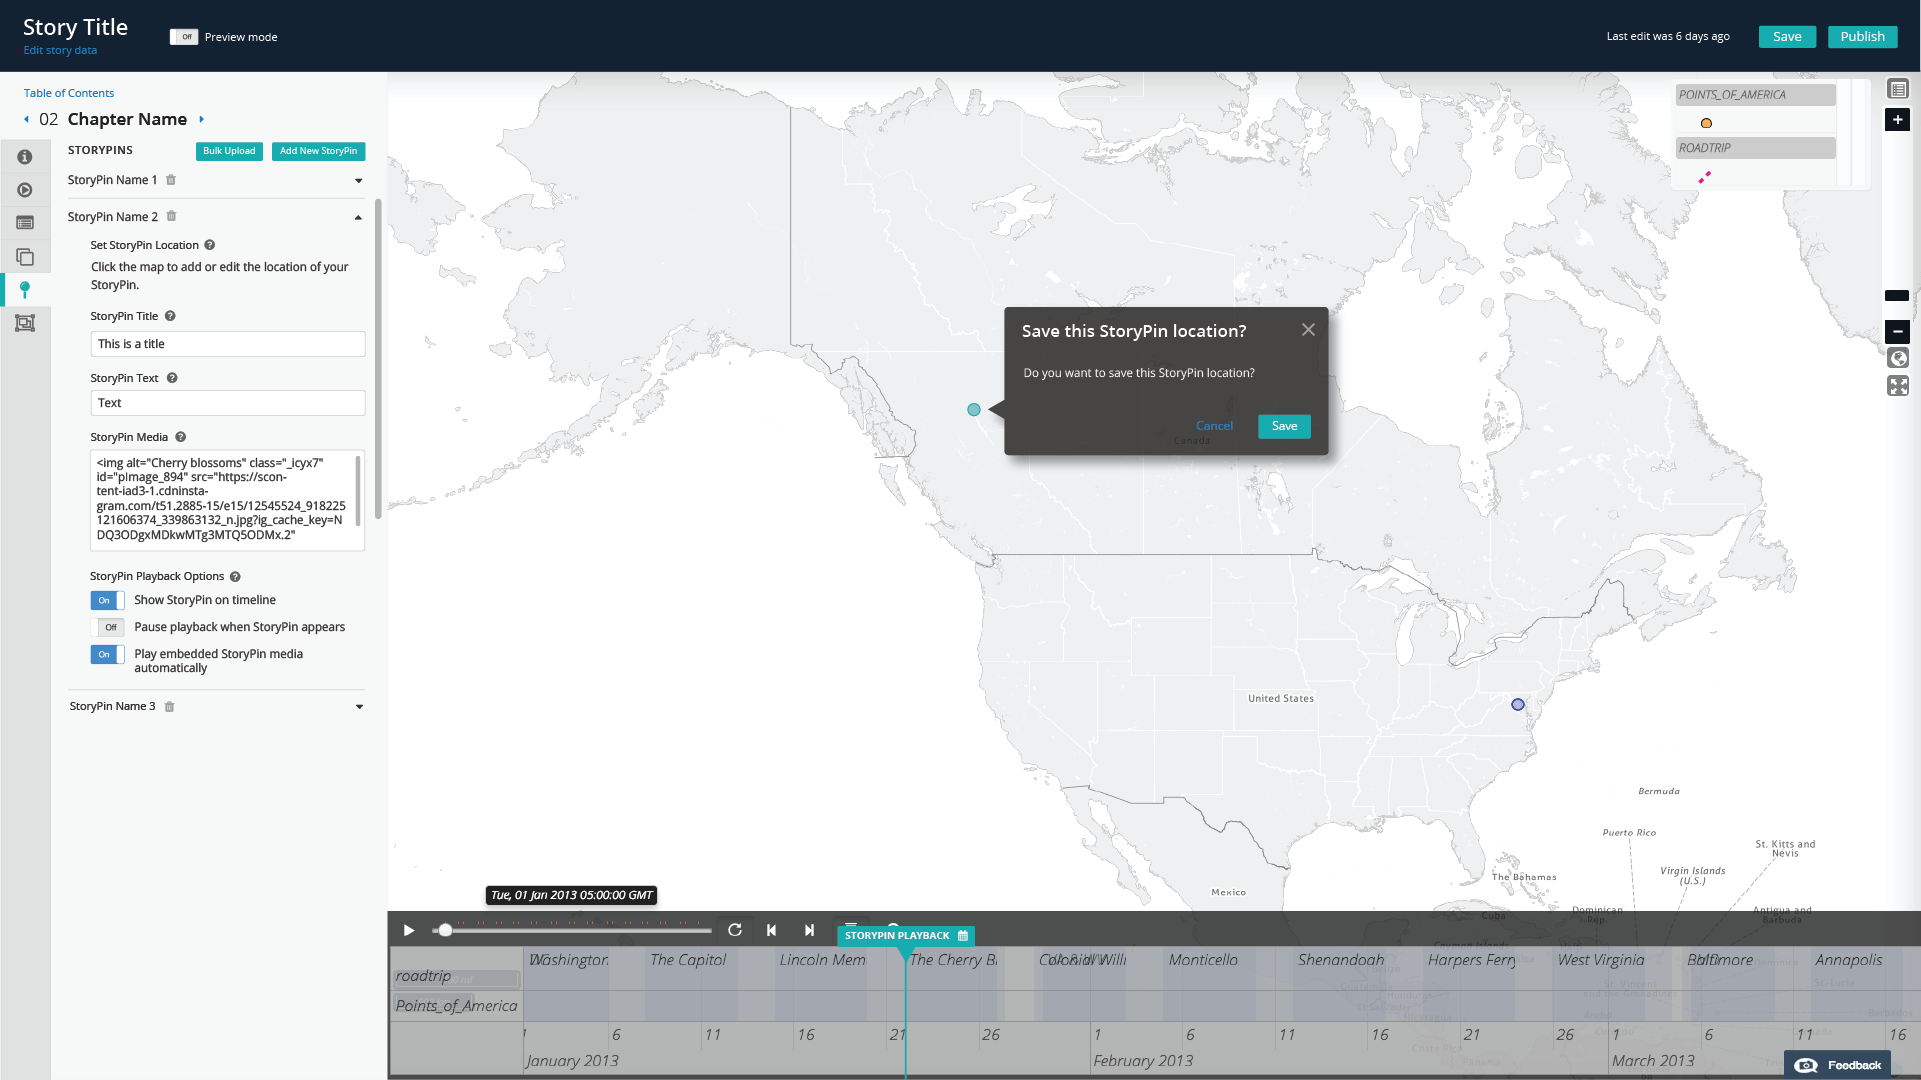 Story Title
Edit story data
Off
Preview mode
Last edit was 6 days ago
Save
Publish
Table of Contents
02 Chapter Name
STORYPINS
Bulk Upload
Add New StoryPin
StoryPin Name 1
StoryPin Name 2
Set StoryPin Location
Click the map to add or edit the location of your
StoryPin.
StoryPin Title
This is a title
StoryPin Text
Text
StoryPin Media
<img alt="Cherry blossoms" class="_icyx7"
id="pImage_894" src="https://scon-
tent-iad3-1.cdninsta-
gram.com/t51.2885-15/e15/12545524_918225
121606374_339863132_n.jpg?ig_cache_key=N
DQ3ODgxMDkwMTg3MTQ5ODMx.2"
StoryPin Playback Options
On
Show StoryPin on timeline
Off
Pause playback when StoryPin appears
On
Play embedded StoryPin media
automatically
StoryPin Name 3
POINTS_OF_AMERICA
ROADTRIP
Save this StoryPin location?
Do you want to save this StoryPin location?
Cancel
Save
Canada
United States
Bermuda
Puerto Rico
St. Kitts and
Nevis
Virgin Islands
(U.S.)
The Bahamas
Mexico
Cuba
Dominican
Rep.
Antigua and
Barbuda
Tue, 01 Jan 2013 05:00:00 GMT
STORYPIN PLAYBACK
roadtrip
Washington
The Capitol
Lincoln Mem
The Cherry Bl
Colonial Willi
Monticello
Shenandoah
Harpers Ferry
West Virginia
Baltimore
Annapolis
Points_of_America
1 6 11 16 21 26 1 6 11 16 21 26 1 6 11 16
January 2013
February 2013
March 2013
Feedback